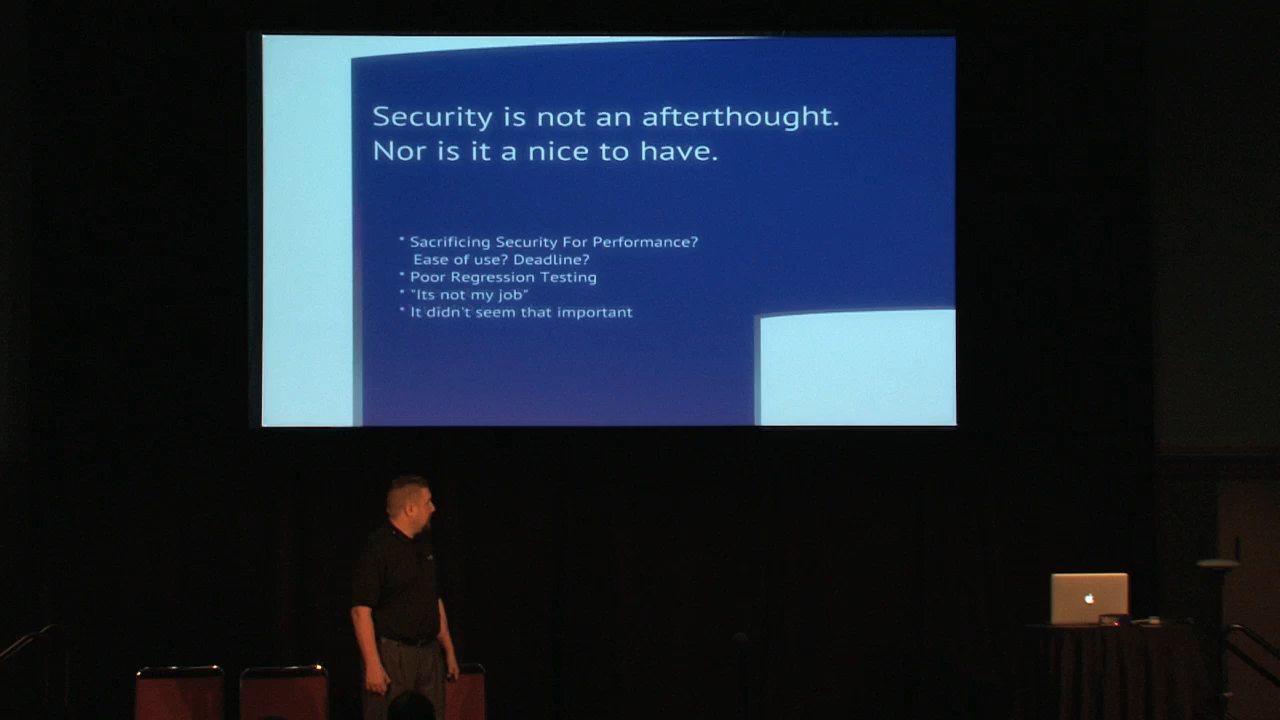 Security is not an afterthought.
Nor is it a nice to have.
* Sacrificing Security For Performance?
Ease of use? Deadline?
* Poor Regression Testing
* "Its not my job"
* It didn't seem that important